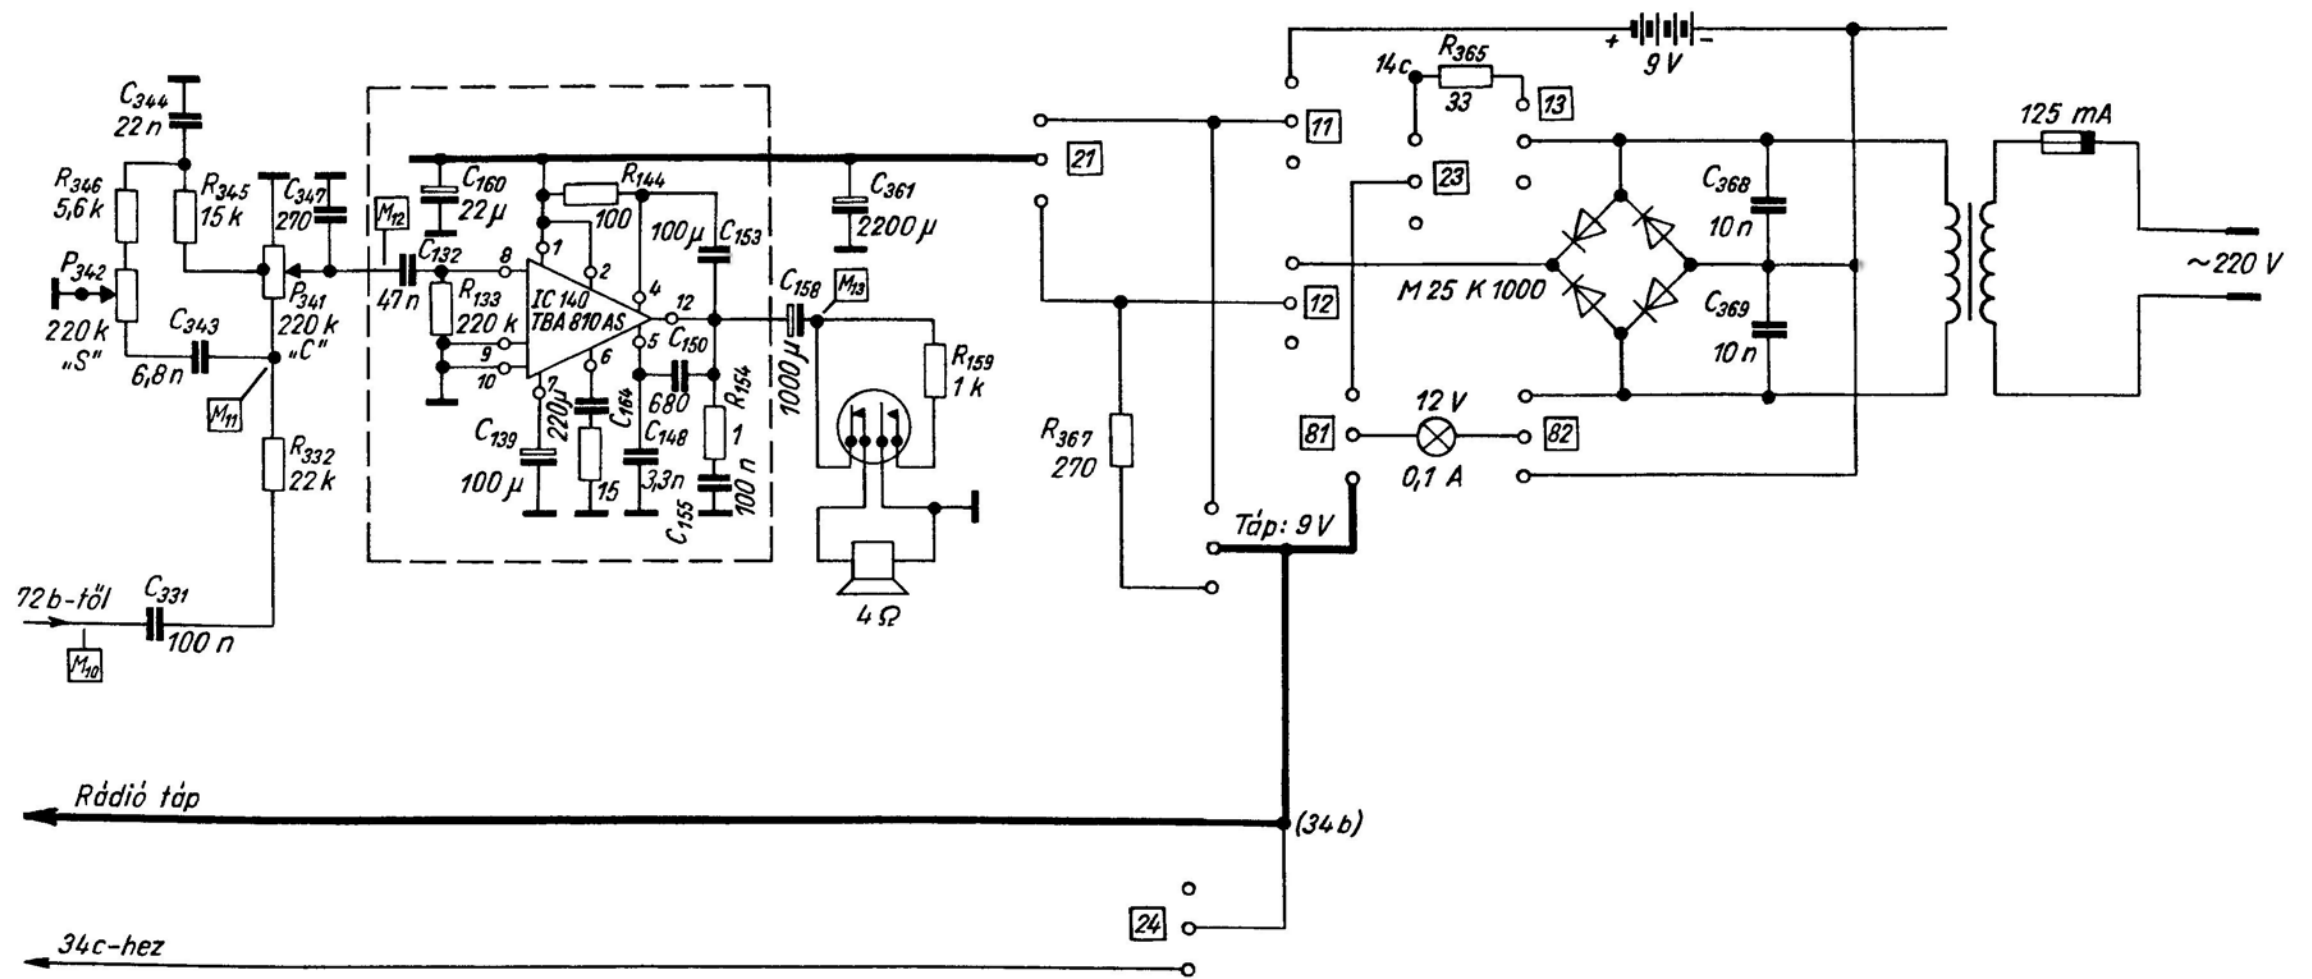 C344
22 n
R346
5,6 k
R345
15 k
C347
270
M12
P342
220 k
„S"
C343
6,8 n
P341
220 k
„C"
M11
R332
22 k
72b-től
M10
C331
100 n
C160
22 µ
R144
100
C132
47 n
R133
220 k
8
1
2
IC 140
TBA 810 AS
4
12
5
6
9
10
7
100 µ
C153
C150
680
R154
1
C139
100 µ
220 µ
C164
15
C148
3,3 n
C155
100 n
C361
2200 µ
C158
1000 µ
M13
R159
1 k
4 Ω
21
11
12
R367
270
Táp: 9 V
+
-
9 V
14c
R365
33
13
23
M 25 K 1000
C368
10 n
C369
10 n
81
12 V
0,1 A
82
125 mA
~220 V
Rádió táp
(34 b)
24
34c-hez